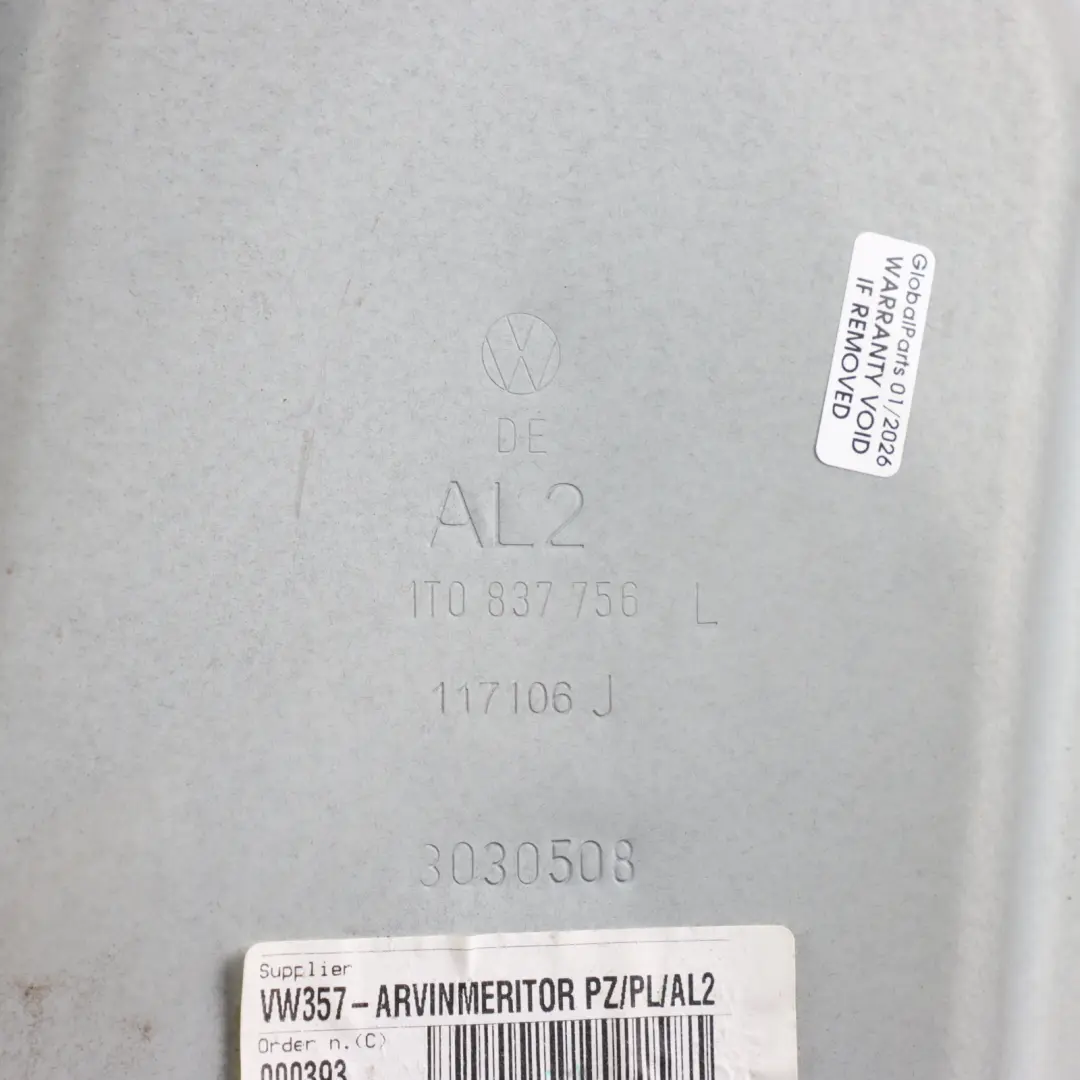 DE
AL2
1T0 837 756 L
117106 J
3030508
GlobalParts 01/2026
WARRANTY VOID
IF REMOVED
Supplier
VW357-ARVINMERITOR PZ/PL/AL2
Order n.(C)
000393